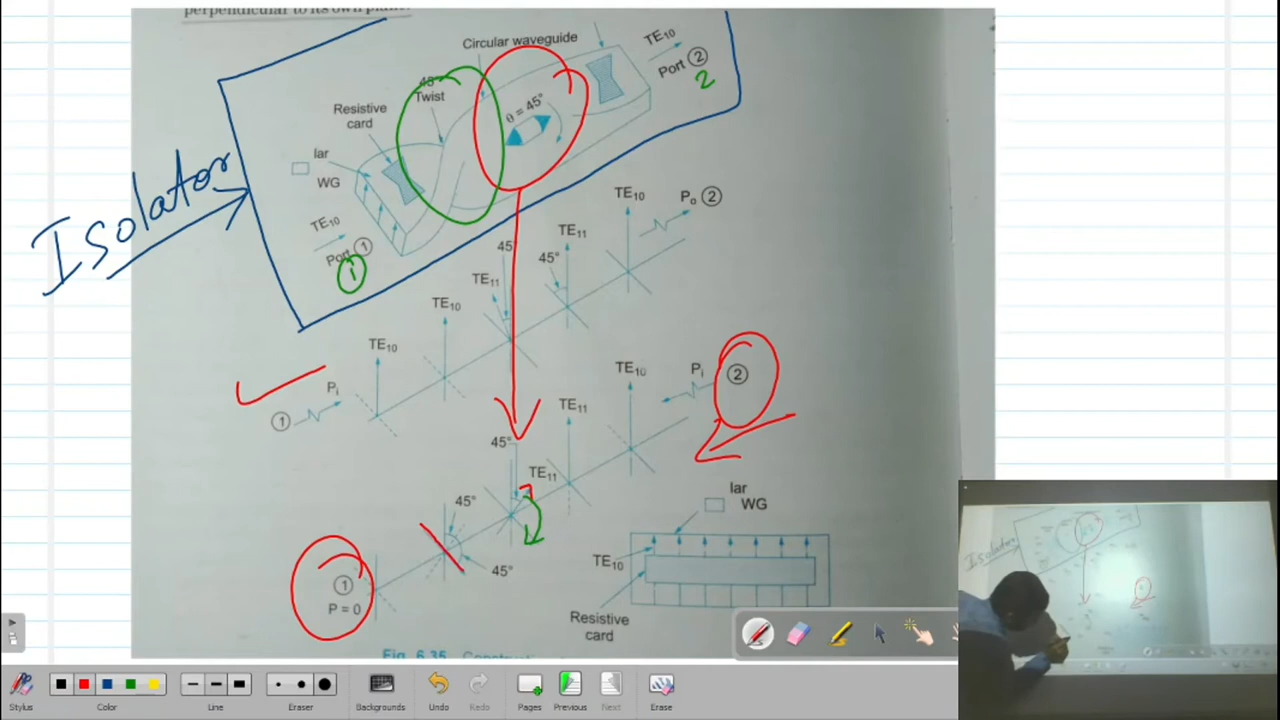 perpendicular to its own plane
Circular waveguide
TE10
Port ②
2
45°
Twist
Resistive
card
θ = 45°
lar
WG
TE10
Port ①
①
Isolator
TE10
Po ②
TE11
45°
45°
TE11
TE10
TE10
Pi
①
TE10
Pi
②
TE11
45°
TE11
45°
45°
①
P = 0
lar
WG
TE10
Resistive
card
Fig. 6.35
Stylus
Color
Line
Eraser
Backgrounds
Undo
Redo
Pages
Previous
Next
Erase
Isolator